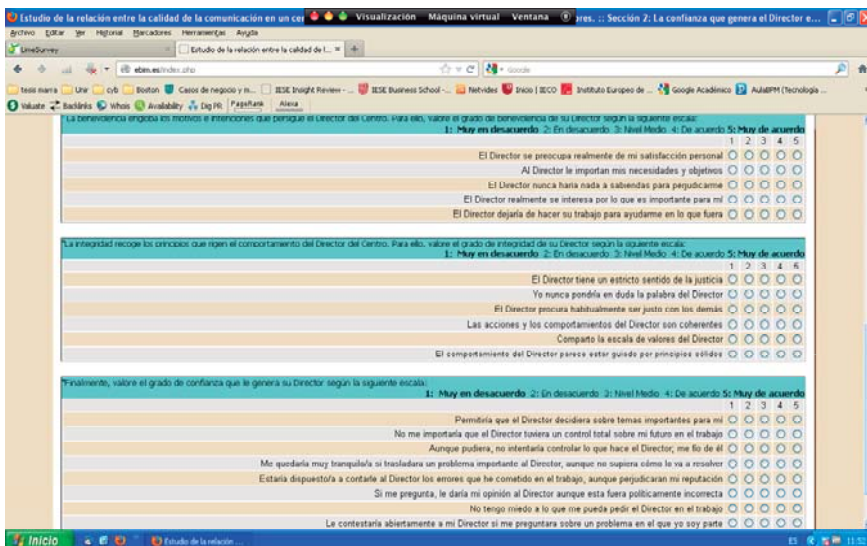 Estudio de la relación entre la calidad de la comunicación en un cen
Visualización Máquina virtual Ventana
pres. :: Sección 2: La confianza que genera el Director e...
Archivo Editar Ver Historial Marcadores Herramientas Ayuda
LimeSurvey
Estudio de la relación entre la calidad de l...
ebim.es/index.php
Google
tesis marra Unir cyb Boston Casos de negocio y m... IESE Insight Review - ... IESE Business School -... Netvibes Inicio | IECO Instituto Europeo de ... Google Académico AulaBPM (Tecnología ...
Valuate Backlinks Whois Availability Dig PR PageRank Alexa
*La benevolencia engloba los motivos e intenciones que persigue el Director del Centro. Para ello, valore el grado de benevolencia de su Director según la siguiente escala:
1: Muy en desacuerdo 2: En desacuerdo 3: Nivel Medio 4: De acuerdo 5: Muy de acuerdo
1 2 3 4 5
El Director se preocupa realmente de mi satisfacción personal
Al Director le importan mis necesidades y objetivos
El Director nunca haría nada a sabiendas para perjudicarme
El Director realmente se interesa por lo que es importante para mí
El Director dejaría de hacer su trabajo para ayudarme en lo que fuera
*La integridad recoge los principios que rigen el comportamiento del Director del Centro. Para ello, valore el grado de integridad de su Director según la siguiente escala:
1: Muy en desacuerdo 2: En desacuerdo 3: Nivel Medio 4: De acuerdo 5: Muy de acuerdo
1 2 3 4 5
El Director tiene un estricto sentido de la justicia
Yo nunca pondría en duda la palabra del Director
El Director procura habitualmente ser justo con los demás
Las acciones y los comportamientos del Director son coherentes
Comparto la escala de valores del Director
El comportamiento del Director parece estar guiado por principios sólidos
*Finalmente, valore el grado de confianza que le genera su Director según la siguiente escala:
1: Muy en desacuerdo 2: En desacuerdo 3: Nivel Medio 4: De acuerdo 5: Muy de acuerdo
1 2 3 4 5
Permitiría que el Director decidiera sobre temas importantes para mí
No me importaría que el Director tuviera un control total sobre mi futuro en el trabajo
Aunque pudiera, no intentaría controlar lo que hace el Director; me fío de él
Me quedaría muy tranquilo/a si trasladara un problema importante al Director, aunque no supiera cómo lo va a resolver
Estaría dispuesto/a a contarle al Director los errores que he cometido en el trabajo, aunque perjudicaran mi reputación
Si me pregunta, le daría mi opinión al Director aunque esta fuera políticamente incorrecta
No tengo miedo a lo que me pueda pedir el Director en el trabajo
Le contestaría abiertamente a mi Director si me preguntara sobre un problema en el que yo soy parte
Inicio
Estudio de la relación ...
ES